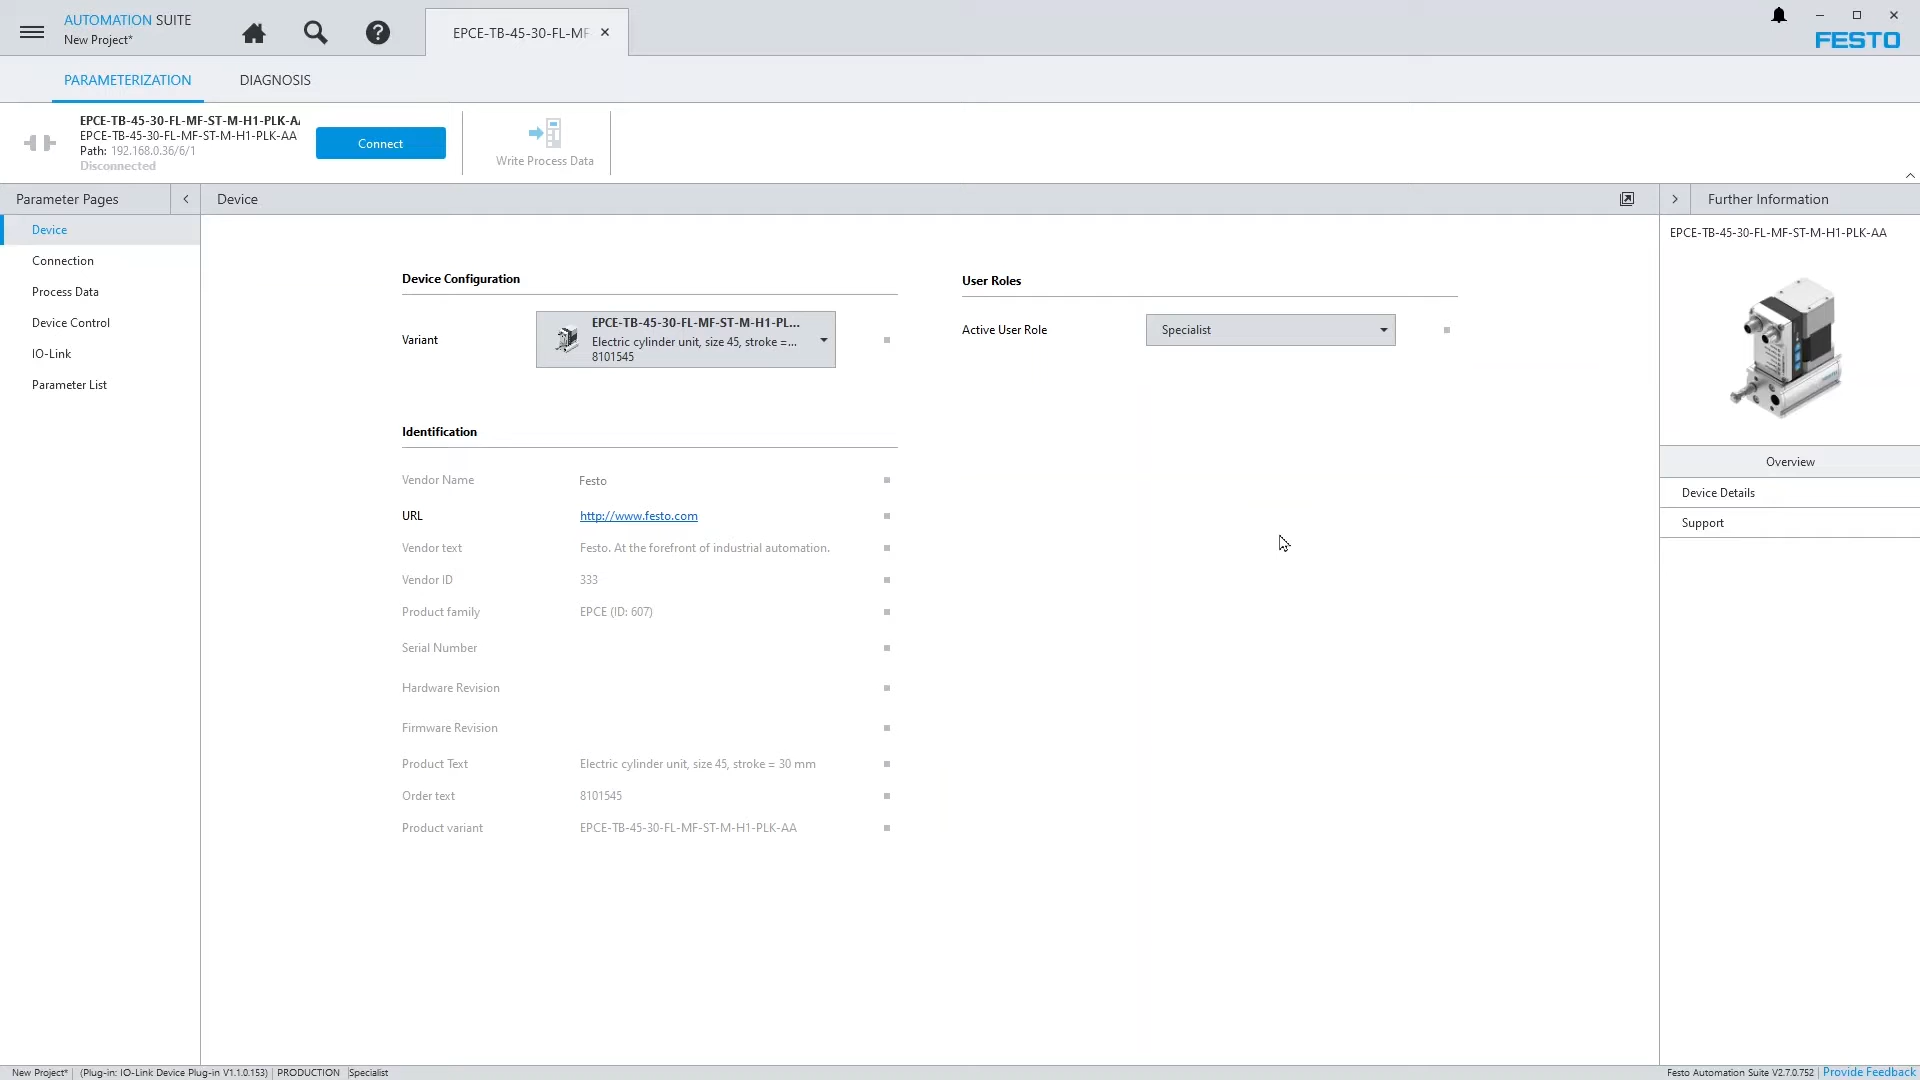 AUTOMATION SUITE
New Project*
EPCE-TB-45-30-FL-MF
FESTO
PARAMETERIZATION
DIAGNOSIS
EPCE-TB-45-30-FL-MF-ST-M-H1-PLK-AA
EPCE-TB-45-30-FL-MF-ST-M-H1-PLK-AA
Path: 192.168.0.36/6/1
Disconnected
Connect
Write Process Data
Parameter Pages
Device
Further Information
Device
Connection
Process Data
Device Control
IO-Link
Parameter List
Device Configuration
Variant
EPCE-TB-45-30-FL-MF-ST-M-H1-PL...
Electric cylinder unit, size 45, stroke =...
8101545
User Roles
Active User Role
Specialist
Identification
Vendor Name Festo
URL http://www.festo.com
Vendor text Festo. At the forefront of industrial automation.
Vendor ID 333
Product family EPCE (ID: 607)
Serial Number
Hardware Revision
Firmware Revision
Product Text Electric cylinder unit, size 45, stroke = 30 mm
Order text 8101545
Product variant EPCE-TB-45-30-FL-MF-ST-M-H1-PLK-AA
EPCE-TB-45-30-FL-MF-ST-M-H1-PLK-AA
Overview
Device Details
Support
New Project* (Plug-in: IO-Link Device Plug-in V1.1.0.153) PRODUCTION Specialist
Festo Automation Suite V2.7.0.752 Provide Feedback